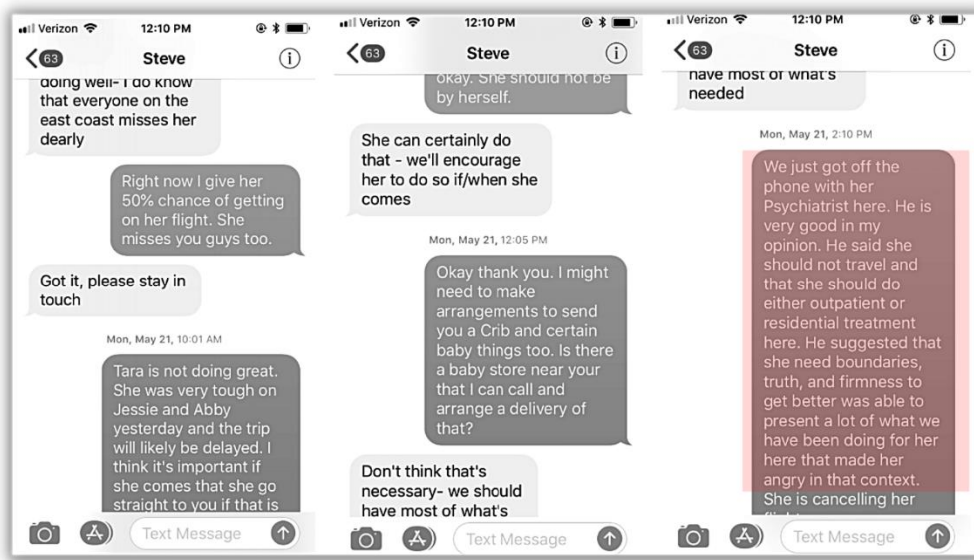 Verizon 12:10 PM
63
Steve
doing well- I do know
that everyone on the
east coast misses her
dearly
Right now I give her
50% chance of getting
on her flight. She
misses you guys too.
Got it, please stay in
touch
Mon, May 21, 10:01 AM
Tara is not doing great.
She was very tough on
Jessie and Abby
yesterday and the trip
will likely be delayed. I
think it's important if
she comes that she go
straight to you if that is
Text Message
Verizon 12:10 PM
63
Steve
okay. She should not be
by herself.
She can certainly do
that - we'll encourage
her to do so if/when she
comes
Mon, May 21, 12:05 PM
Okay thank you. I might
need to make
arrangements to send
you a Crib and certain
baby things too. Is there
a baby store near your
that I can call and
arrange a delivery of
that?
Don't think that's
necessary- we should
have most of what's
Text Message
Verizon 12:10 PM
63
Steve
have most of what's
needed
Mon, May 21, 2:10 PM
We just got off the
phone with her
Psychiatrist here. He is
very good in my
opinion. He said she
should not travel and
that she should do
either outpatient or
residential treatment
here. He suggested that
she need boundaries,
truth, and firmness to
get better was able to
present a lot of what we
have been doing for her
here that made her
angry in that context.
She is cancelling her
Text Message